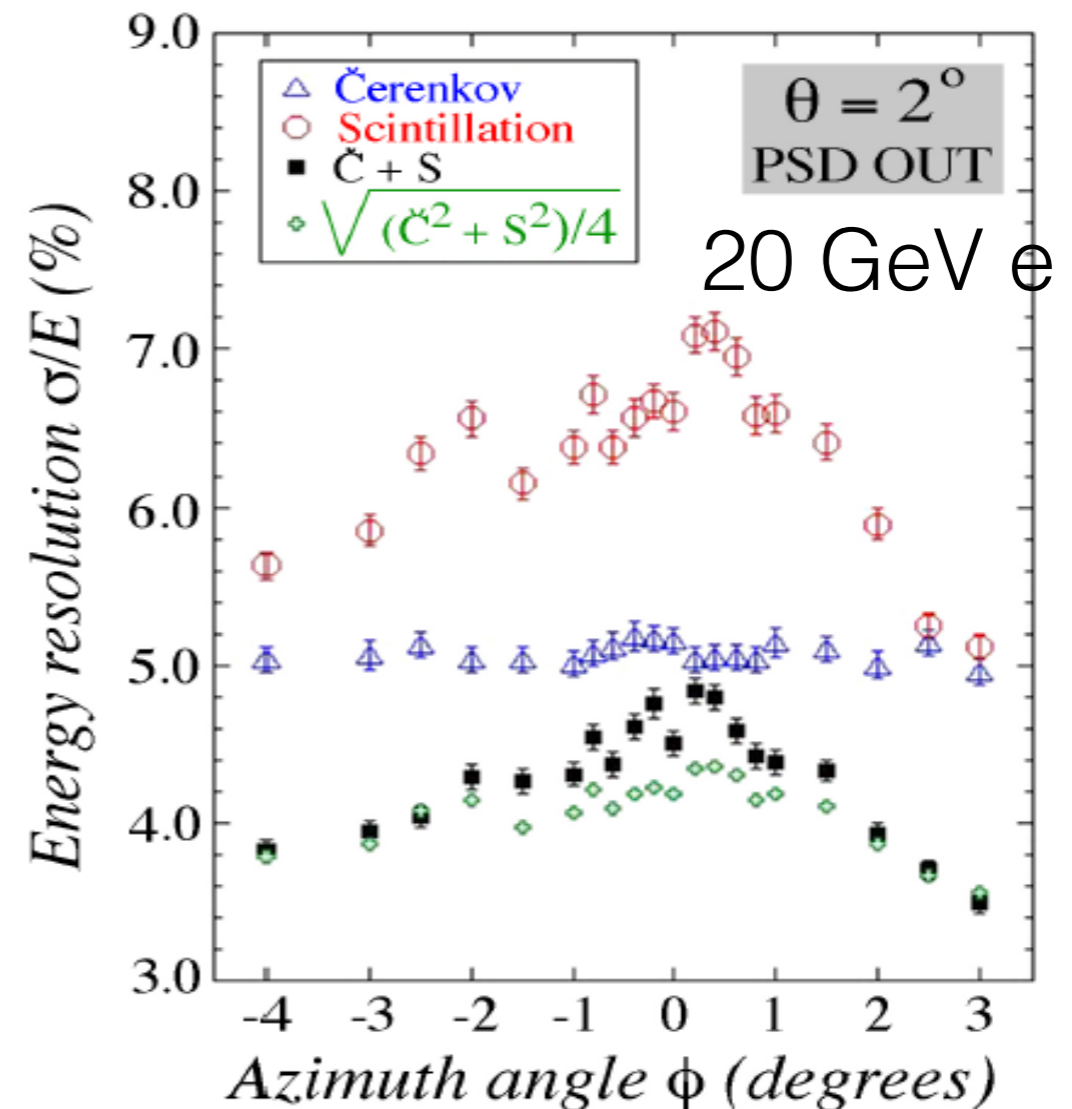 Energy resolution σ/E (%)
9.0
8.0
7.0
6.0
5.0
4.0
3.0
Čerenkov
Scintillation
Č + S
√(Č² + S²)/4
θ = 2°
PSD OUT
20 GeV e
-4 -3 -2 -1 0 1 2 3
Azimuth angle ϕ (degrees)